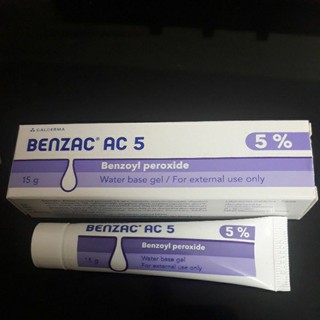 GALDERMA
BENZAC® AC 5
5 %
Benzoyl peroxide
15 g
Water base gel / For external use only
BENZAC® AC 5
5 %
Benzoyl peroxide
15 g
Water base gel
For external use only